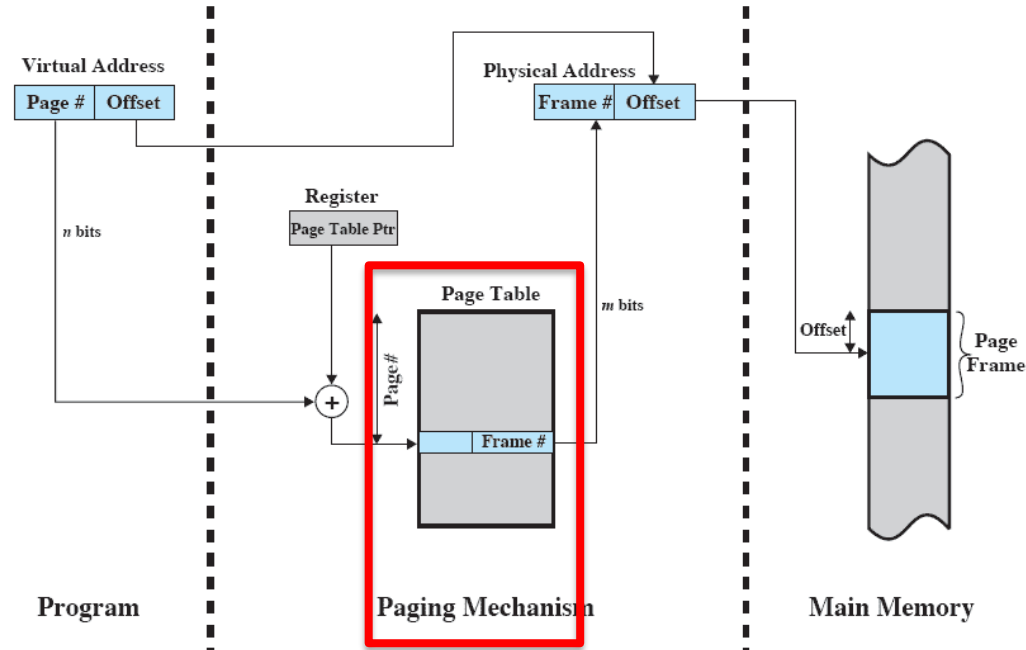 Virtual Address
Page # Offset
Physical Address
Frame # Offset
n bits
Register
Page Table Ptr
Page Table
m bits
Page#
Frame #
Offset
Page
Frame
+
Program
Paging Mechanism
Main Memory